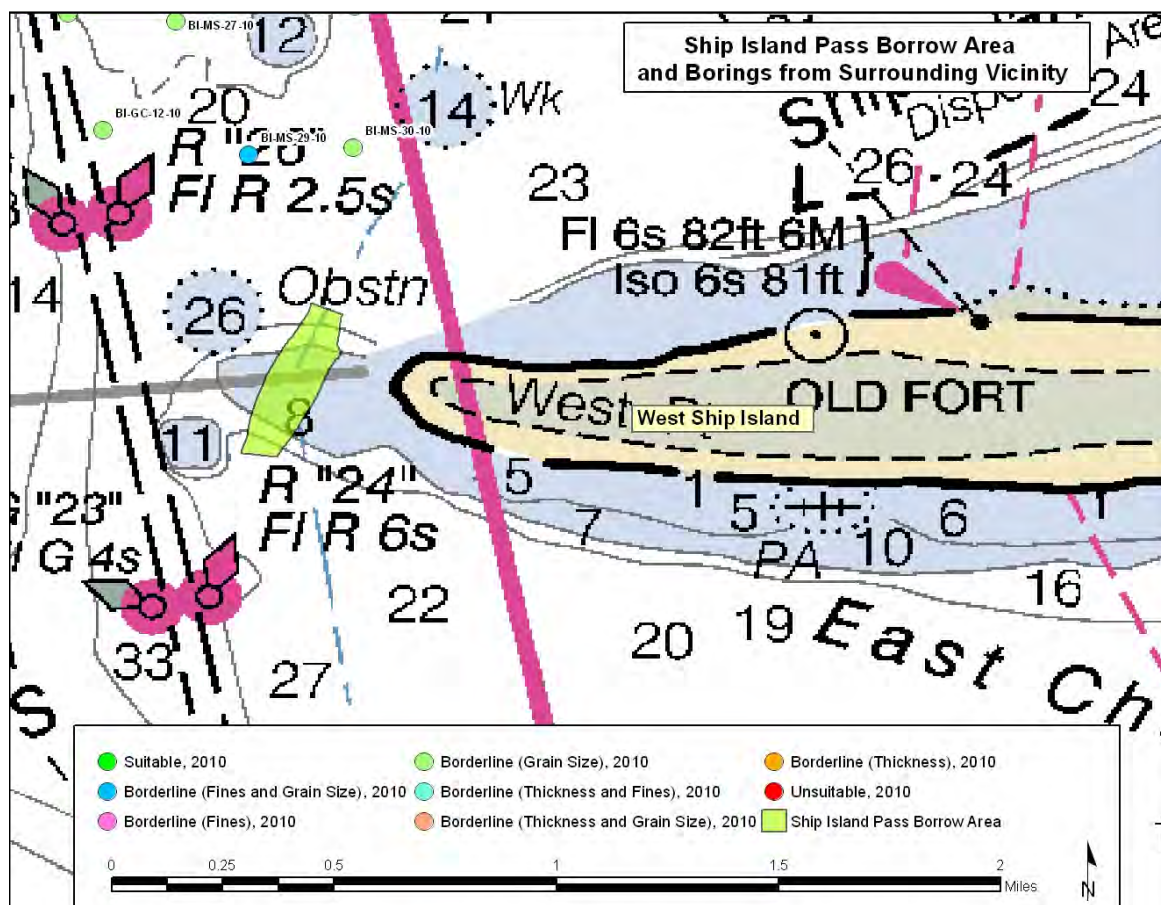 Ship Island Pass Borrow Area
and Borings from Surrounding Vicinity
BI-MS-27-10
12
20
BI-GC-12-10
BI-MS-29-10
BI-MS-30-10
14
Wk
Fl R 2.5s
23
24
26
24
Fl 6s 82ft 6M
Iso 6s 81ft
14
26
Obstn
8
11
West
West Ship Island
OLD FORT
R "24"
Fl R 6s
"23"
G 4s
5
1
5
6
1
7
PA
10
16
22
19
20
East Ch
33
27
S
Suitable, 2010
Borderline (Fines and Grain Size), 2010
Borderline (Fines), 2010
Borderline (Grain Size), 2010
Borderline (Thickness and Fines), 2010
Borderline (Thickness and Grain Size), 2010
Borderline (Thickness), 2010
Unsuitable, 2010
Ship Island Pass Borrow Area
0 0.25 0.5 1 1.5 2
Miles
N